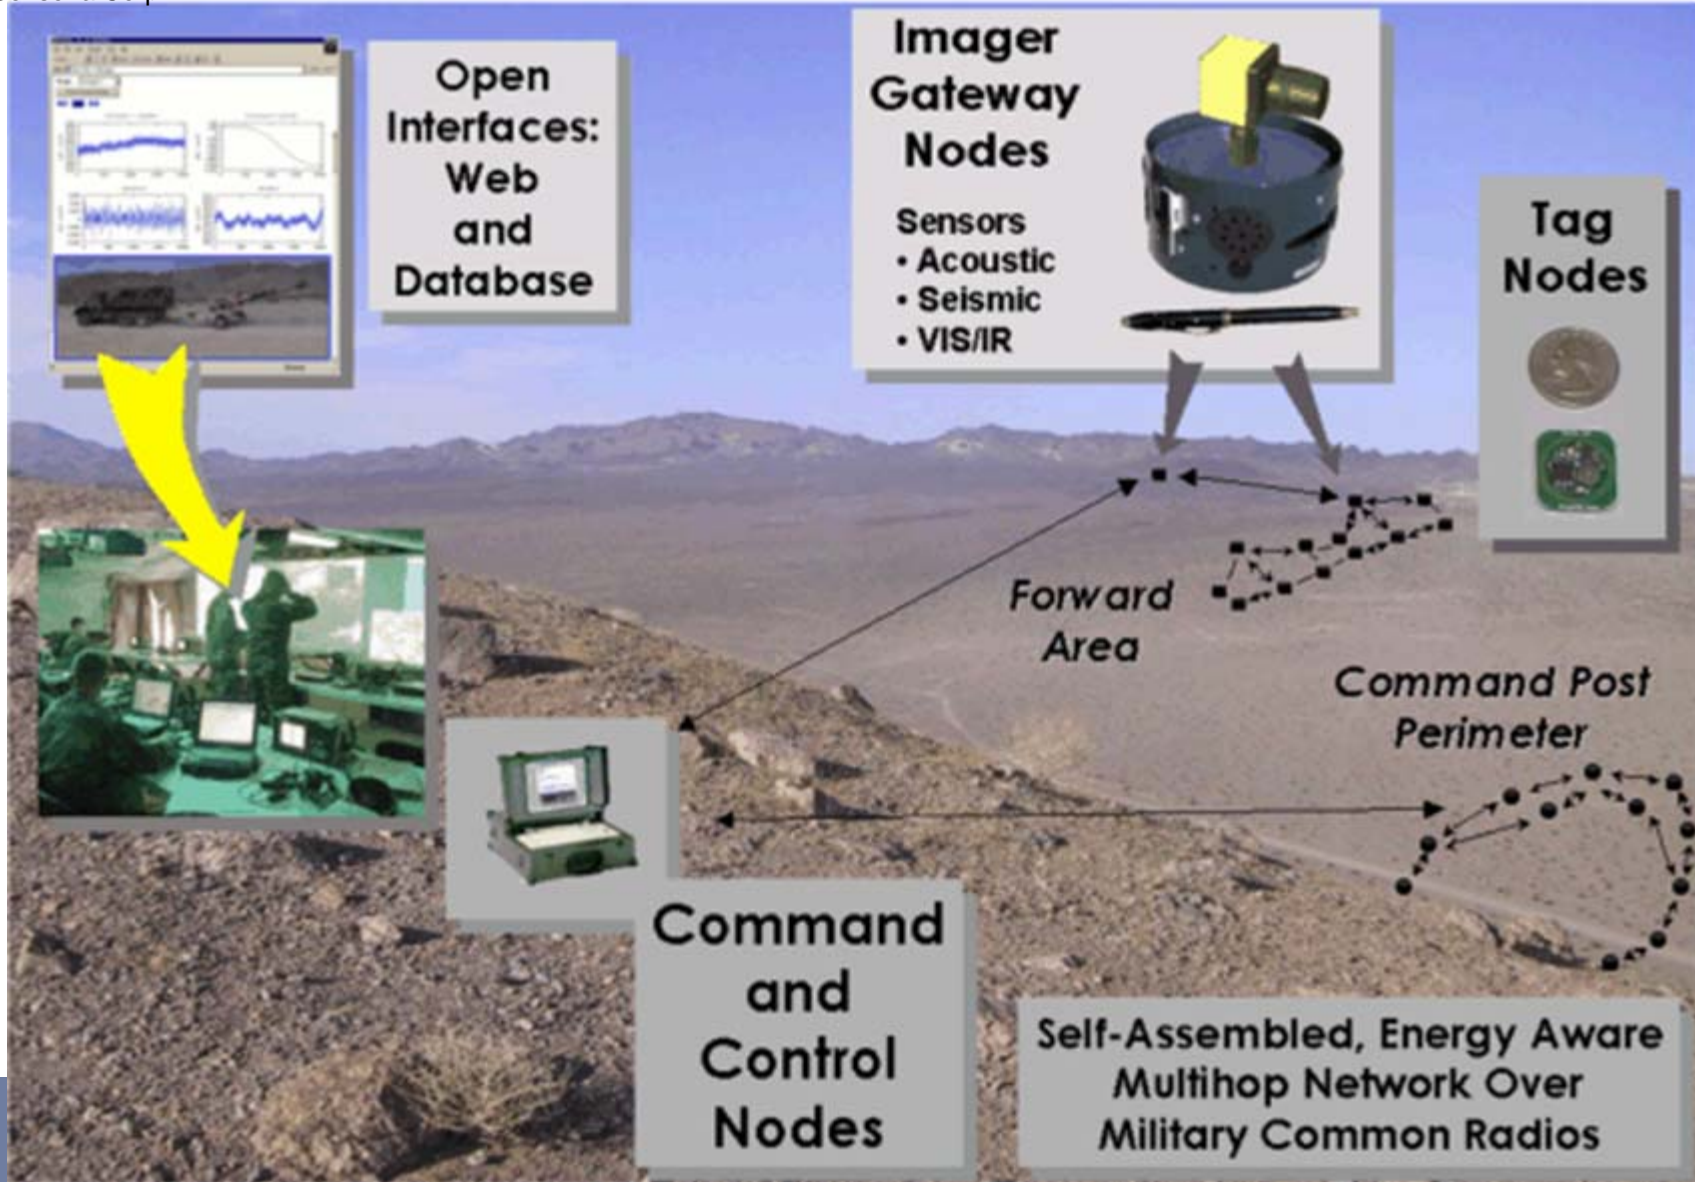 Open
Interfaces:
Web
and
Database
Imager
Gateway
Nodes
Sensors
• Acoustic
• Seismic
• VIS/IR
Tag
Nodes
Forward
Area
Command Post
Perimeter
Command
and
Control
Nodes
Self-Assembled, Energy Aware
Multihop Network Over
Military Common Radios